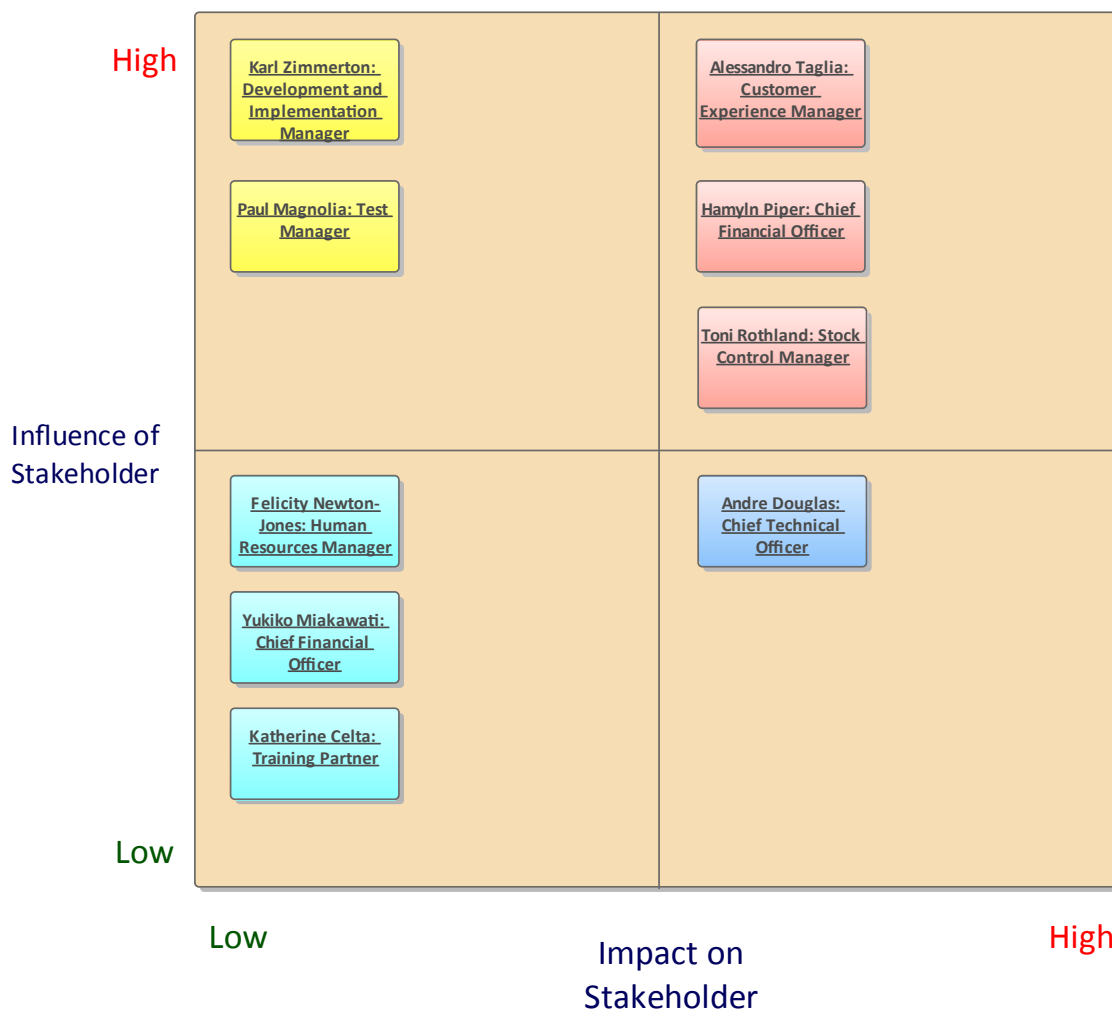 High
Karl Zimmerton:
Development and
Implementation
Manager
Alessandro Taglia:
Customer
Experience Manager
Paul Magnolia: Test
Manager
Hamyln Piper: Chief
Financial Officer
Toni Rothland: Stock
Control Manager
Influence of
Stakeholder
Felicity Newton-
Jones: Human
Resources Manager
Andre Douglas:
Chief Technical
Officer
Yukiko Miakawati:
Chief Financial
Officer
Katherine Celta:
Training Partner
Low
Low
High
Impact on
Stakeholder